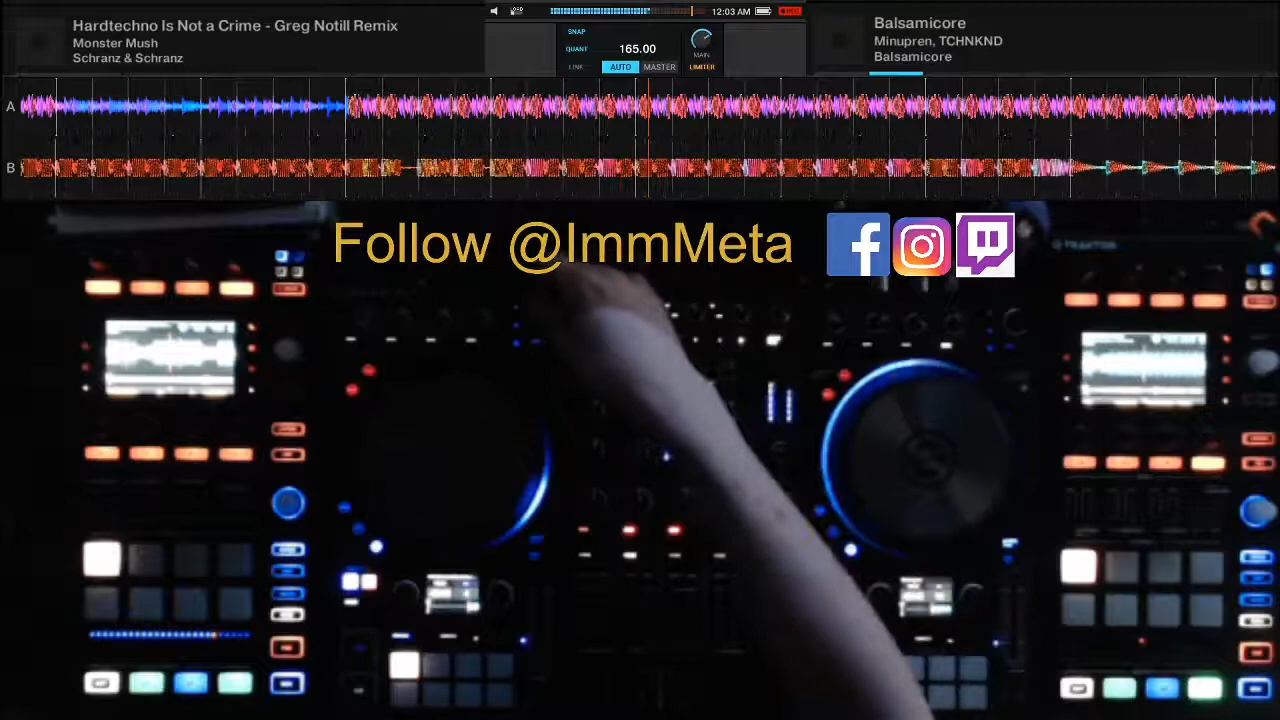 Hardtechno Is Not a Crime - Greg Notill Remix
Monster Mush
Schranz & Schranz
12:03 AM
SNAP
QUANT
LINK
165.00
AUTO
MASTER
MAIN
LIMITER
Balsamicore
Minupren, TCHNKND
Balsamicore
A
B
Follow @ImmMeta
TRAKTOR